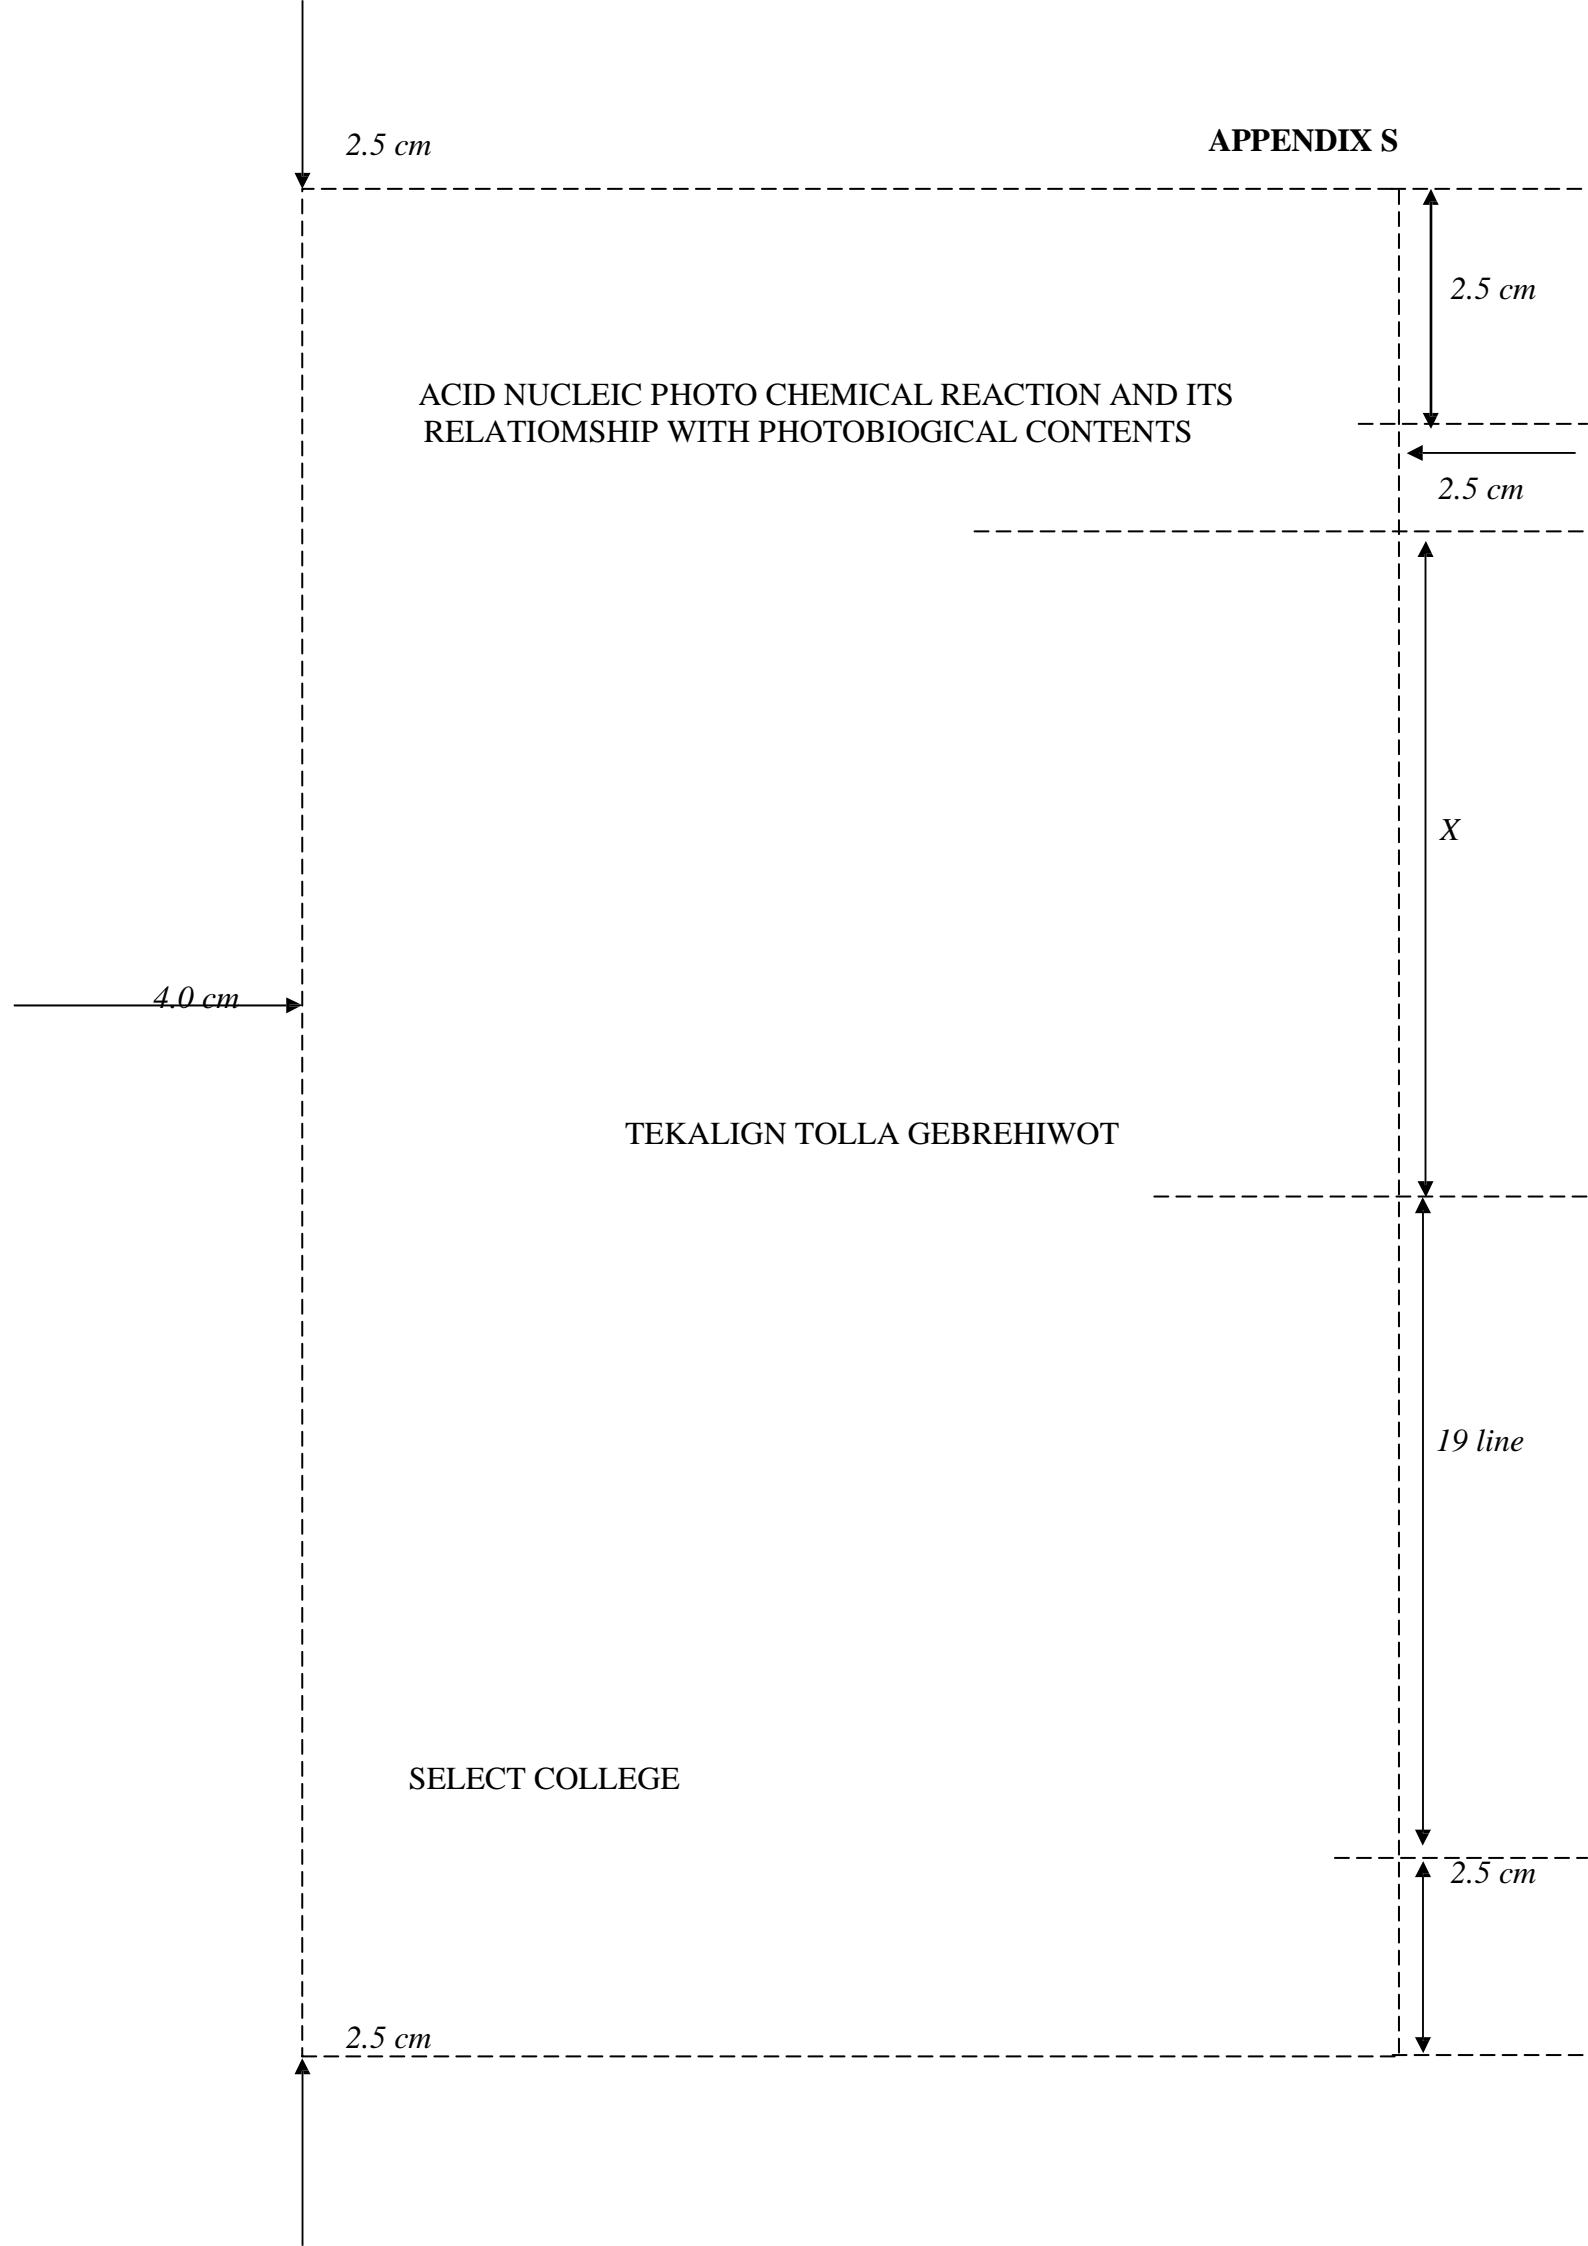 2.5 cm
APPENDIX S
2.5 cm
ACID NUCLEIC PHOTO CHEMICAL REACTION AND ITS
RELATIOMSHIP WITH PHOTOBIOGICAL CONTENTS
2.5 cm
X
4.0 cm
TEKALIGN TOLLA GEBREHIWOT
19 line
SELECT COLLEGE
2.5 cm
2.5 cm